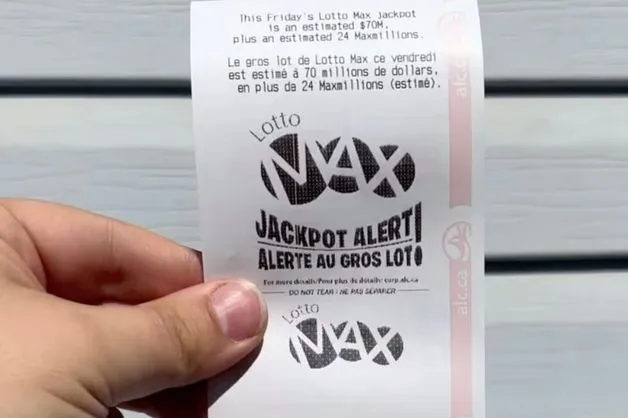 This Friday's Lotto Max jackpot
is an estimated $70M,
plus an estimated 24 Maxmillions.
Le gros lot de Lotto Max ce vendredi
est estimé à 70 millions de dollars,
en plus de 24 Maxmillions (estimé).
Lotto
MAX
JACKPOT ALERT!
ALERTE AU GROS LOT!
For more details/Pour plus de détails: corp.alc.ca
DO NOT TEAR / NE PAS SÉPARER
Lotto
MAX
alc.ca
alc.ca